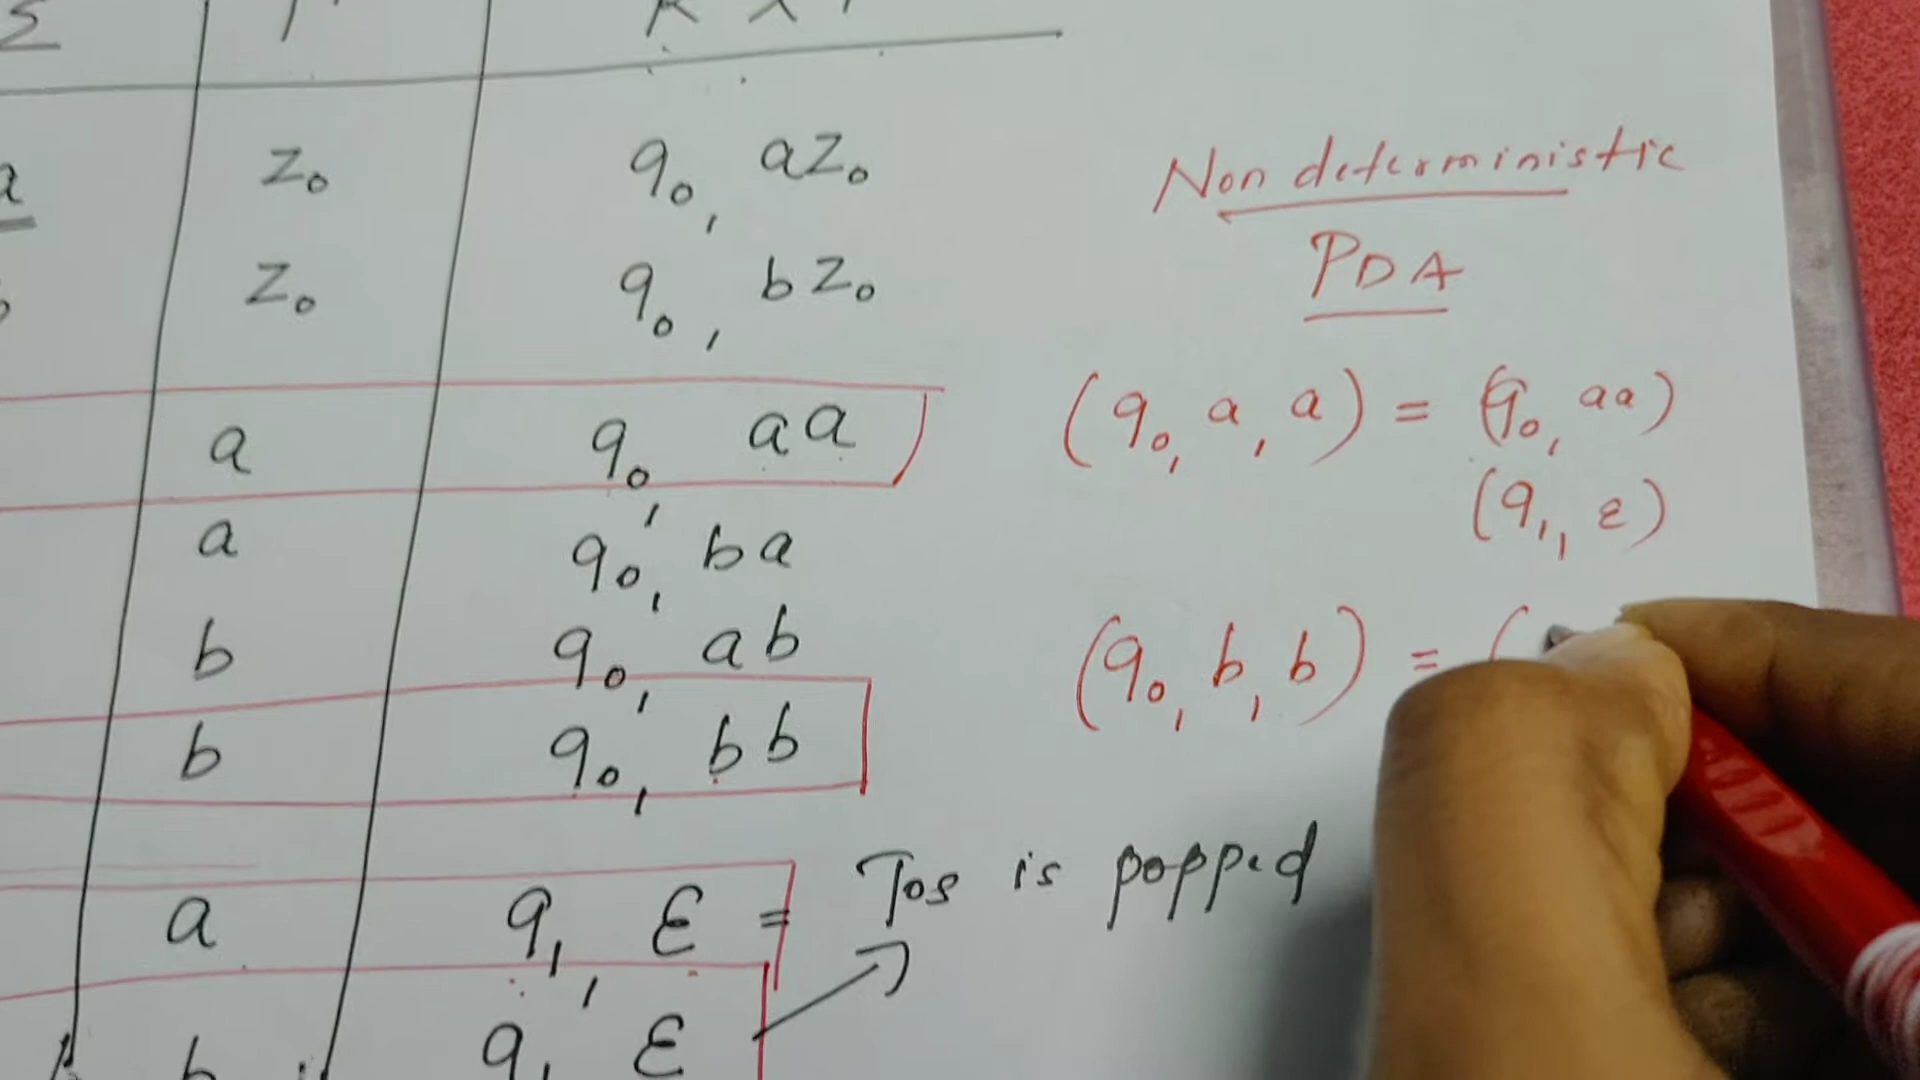 Σ Γ K × Γ
a z₀ q₀, az₀
b z₀ q₀, bz₀
a q₀, aa
a q₀, ba
b q₀, ab
b q₀, bb
a q₁, ε = Tos is popped
b q₁, ε
Non deterministic
PDA
(q₀, a, a) = (q₀, aa)
(q₁, ε)
(q₀, b, b) = (